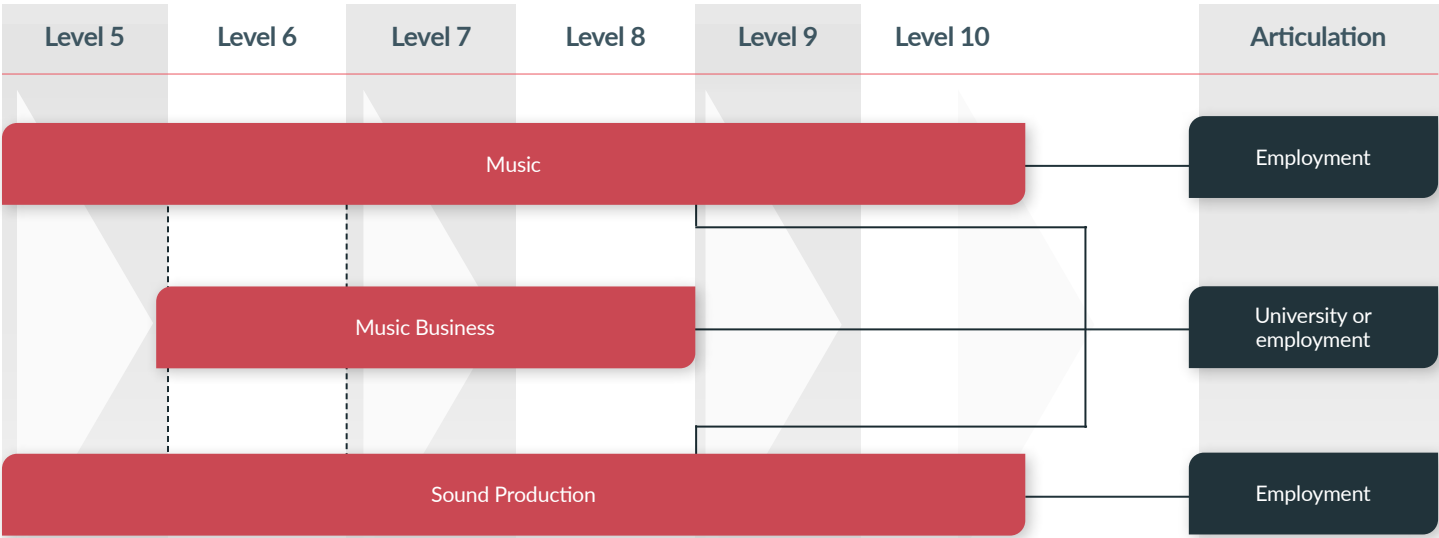 Level 5 Level 6 Level 7 Level 8 Level 9 Level 10 Articulation
Music
Employment
Music Business
University or
employment
Sound Production
Employment